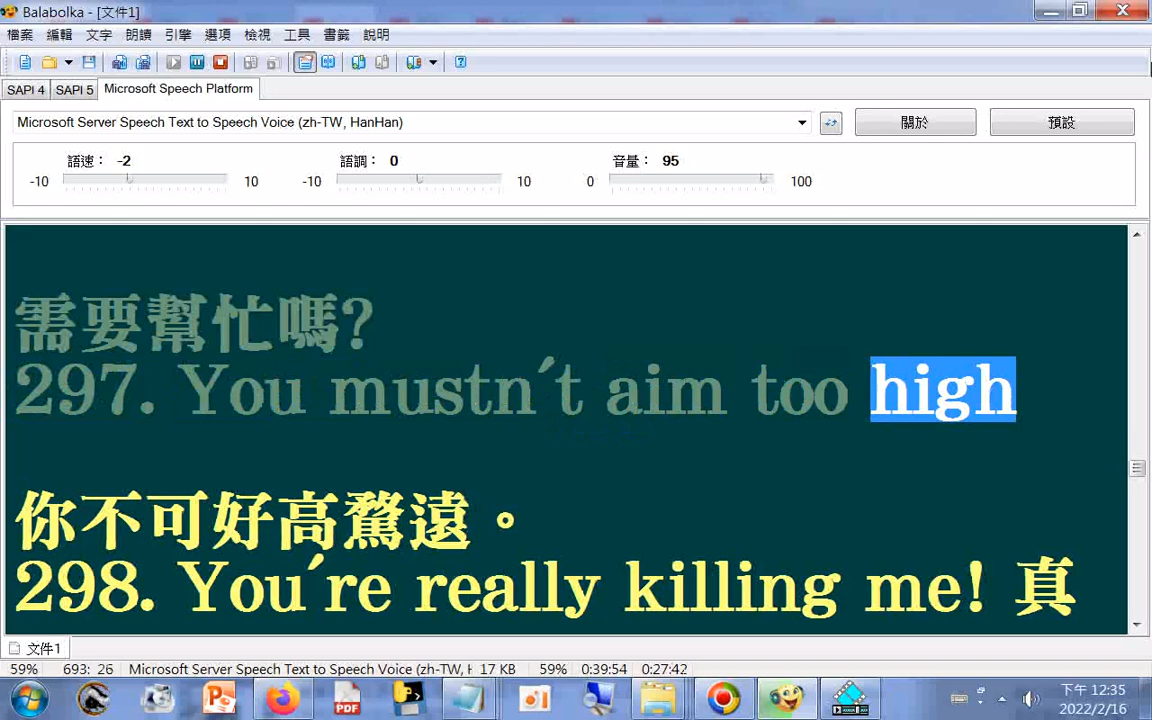 Balabolka - [文件1]
檔案 編輯 文字 朗讀 引擎 選項 檢視 工具 書籤 說明
SAPI 4 SAPI 5 Microsoft Speech Platform
Microsoft Server Speech Text to Speech Voice (zh-TW, HanHan) 關於 預設
語速： -2 語調： 0 音量： 95
-10 10 -10 10 0 100
需要幫忙嗎?
297. You mustn´t aim too high
你不可好高騖遠。
298. You´re really killing me! 真
文件1
59% 693: 26 Microsoft Server Speech Text to Speech Voice (zh-TW, 17 KB 59% 0:39:54 0:27:42
PDF
下午 12:35
2022/2/16